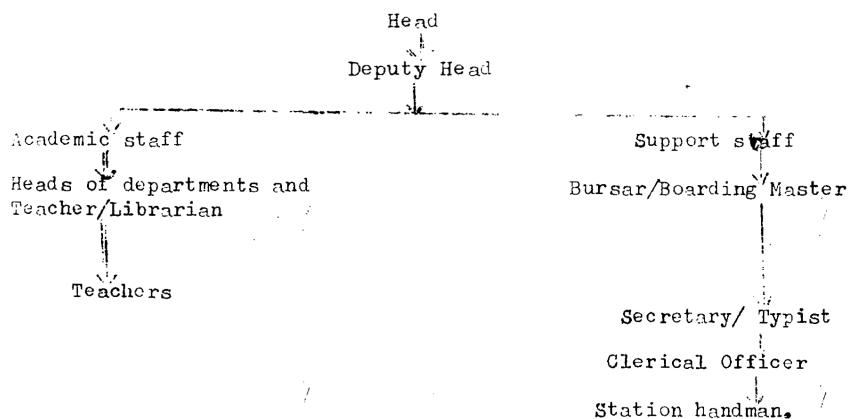 Head
Deputy Head
Academic staff
Heads of departments and
Teacher/Librarian
Teachers
Support staff
Bursar/Boarding Master
Secretary/ Typist
Clerical Officer
Station handman.